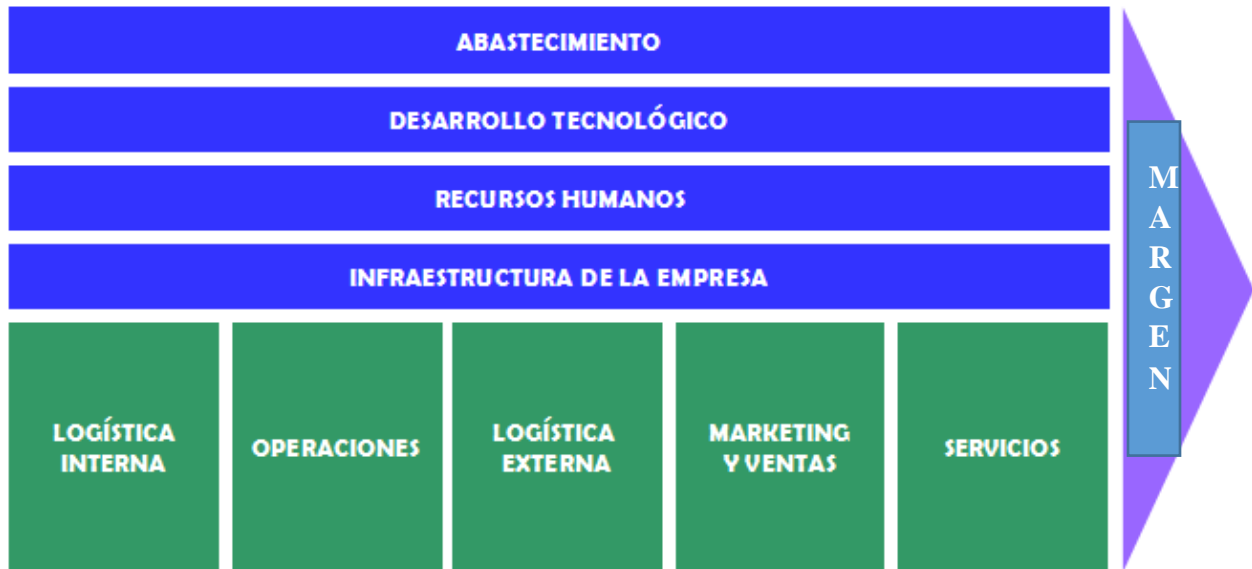 ABASTECIMIENTO
DESARROLLO TECNOLÓGICO
RECURSOS HUMANOS
INFRAESTRUCTURA DE LA EMPRESA
LOGÍSTICA
INTERNA
OPERACIONES
LOGÍSTICA
EXTERNA
MARKETING
Y VENTAS
SERVICIOS
M
A
R
G
E
N